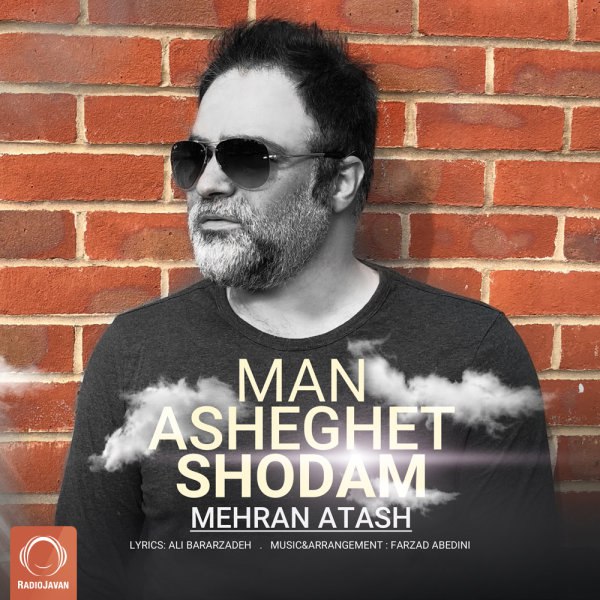 MAN
ASHEGHET
SHODAM
MEHRAN ATASH
LYRICS: ALI BARARZADEH . MUSIC&ARRANGEMENT : FARZAD ABEDINI
RADIOJAVAN